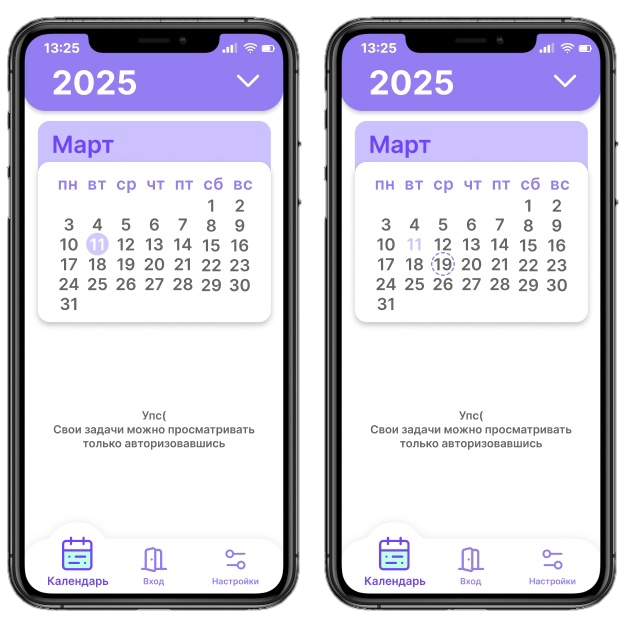 13:25
2025
Март
пн вт ср чт пт сб вс
1 2
3 4 5 6 7 8 9
10 11 12 13 14 15 16
17 18 19 20 21 22 23
24 25 26 27 28 29 30
31
Упс(
Свои задачи можно просматривать
только авторизовавшись
Календарь Вход Настройки
13:25
2025
Март
пн вт ср чт пт сб вс
1 2
3 4 5 6 7 8 9
10 11 12 13 14 15 16
17 18 19 20 21 22 23
24 25 26 27 28 29 30
31
Упс(
Свои задачи можно просматривать
только авторизовавшись
Календарь Вход Настройки